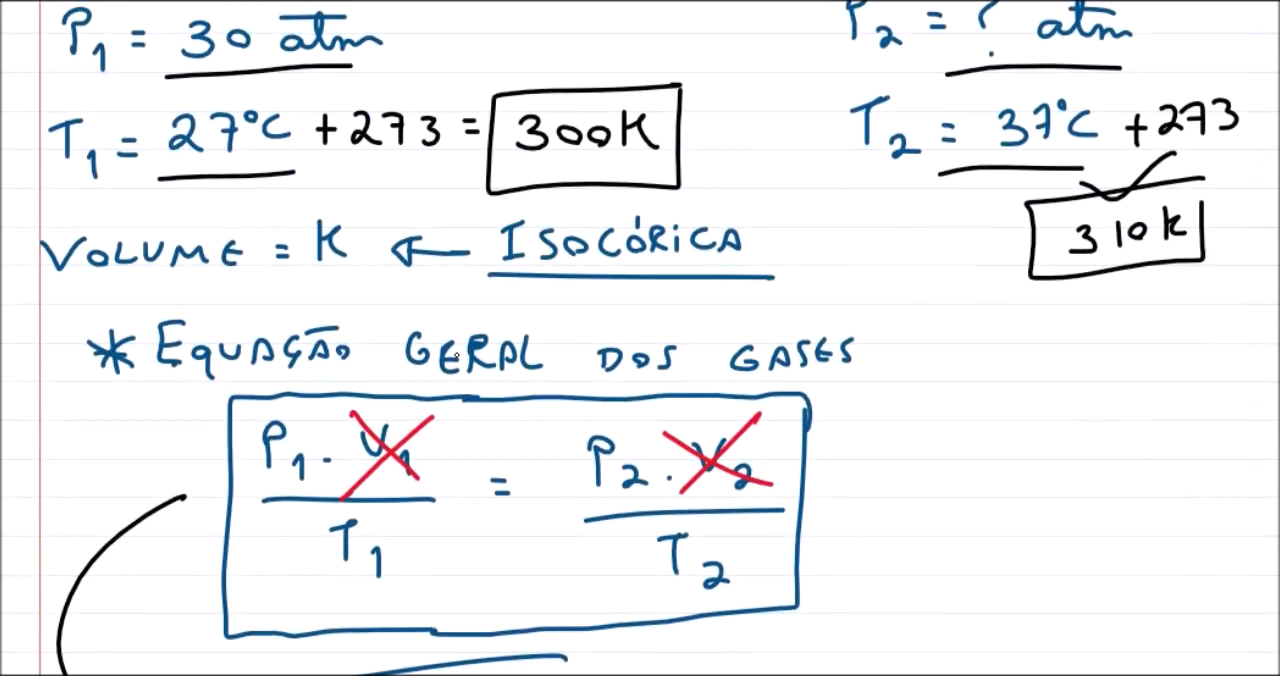 P1 = 30 atm P2 = ? atm
T1 = 27°C + 273 = 300K T2 = 37°C + 273
310K
VOLUME = K ← ISOCÓRICA
* EQUAÇÃO GERAL DOS GASES
P1 . V1 = P2 . V2
T1 T2